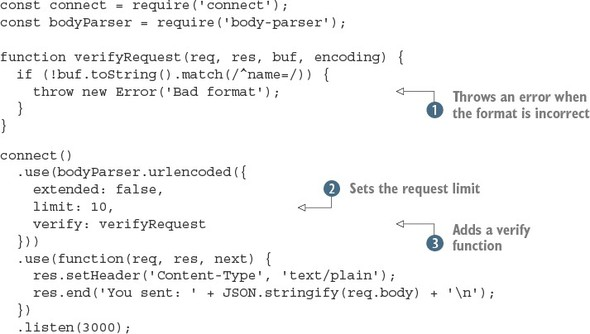 const connect = require('connect');
const bodyParser = require('body-parser');
function verifyRequest(req, res, buf, encoding) {
  if (!buf.toString().match(/^name=/)) {
    throw new Error('Bad format');
  }
}
1 Throws an error when
the format is incorrect
connect()
  .use(bodyParser.urlencoded({
    extended: false,
    limit: 10,
    verify: verifyRequest
  }))
2 Sets the request limit
3 Adds a verify
function
  .use(function(req, res, next) {
    res.setHeader('Content-Type', 'text/plain');
    res.end('You sent: ' + JSON.stringify(req.body) + '\n');
  })
  .listen(3000);